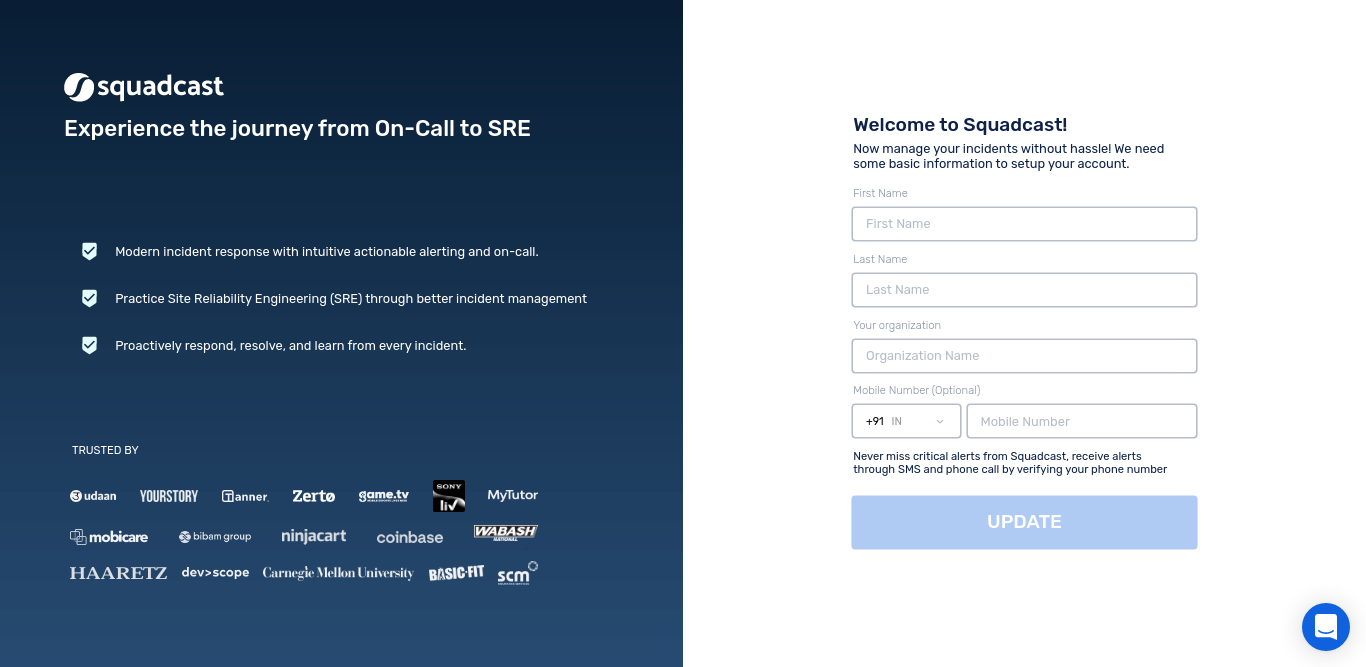 squadcast
Experience the journey from On-Call to SRE
Modern incident response with intuitive actionable alerting and on-call.
Practice Site Reliability Engineering (SRE) through better incident management
Proactively respond, resolve, and learn from every incident.
TRUSTED BY
udaan YOURSTORY Tanner Zerto game.tv SONY liv MyTutor
mobicare bibam group ninjacart coinbase WABASH NATIONAL
HAARETZ dev>scope Carnegie Mellon University BASIC-FIT scm
Welcome to Squadcast!
Now manage your incidents without hassle! We need
some basic information to setup your account.
First Name
First Name
Last Name
Last Name
Your organization
Organization Name
Mobile Number (Optional)
+91 IN Mobile Number
Never miss critical alerts from Squadcast, receive alerts
through SMS and phone call by verifying your phone number
UPDATE